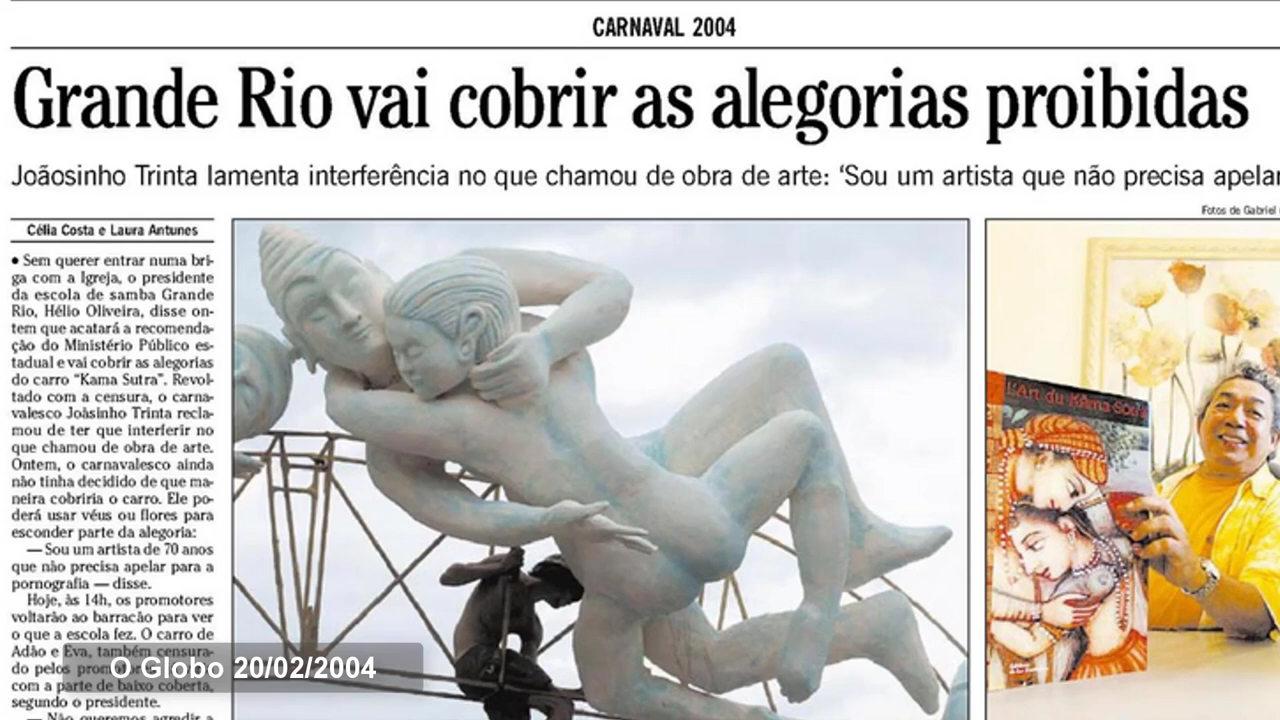 CARNAVAL 2004
Grande Rio vai cobrir as alegorias proibidas
Joãosinho Trinta lamenta interferência no que chamou de obra de arte: ‘Sou um artista que não precisa apelar
Fotos de Gabriel
Célia Costa e Laura Antunes
• Sem querer entrar numa bri-
ga com a Igreja, o presidente
da escola de samba Grande
Rio, Hélio Oliveira, disse on-
tem que acatará a recomenda-
ção do Ministério Público es-
tadual e vai cobrir as alegorias
do carro “Kama Sutra”. Revol-
tado com a censura, o carna-
valesco Joãsinho Trinta recla-
mou de ter que interferir no
que chamou de obra de arte.
Ontem, o carnavalesco ainda
não tinha decidido de que ma-
neira cobriria o carro. Ele po-
derá usar véus ou flores para
esconder parte da alegoria:
— Sou um artista de 70 anos
que não precisa apelar para a
pornografia — disse.
Hoje, às 14h, os promotores
voltarão ao barracão para ver
o que a escola fez. O carro de
Adão e Eva, também censura-
do pelos
com a parte de baixo coberta,
segundo o presidente.
— Não queremos agredir a
L'Art du Kâma-Sûtra
O Globo 20/02/2004